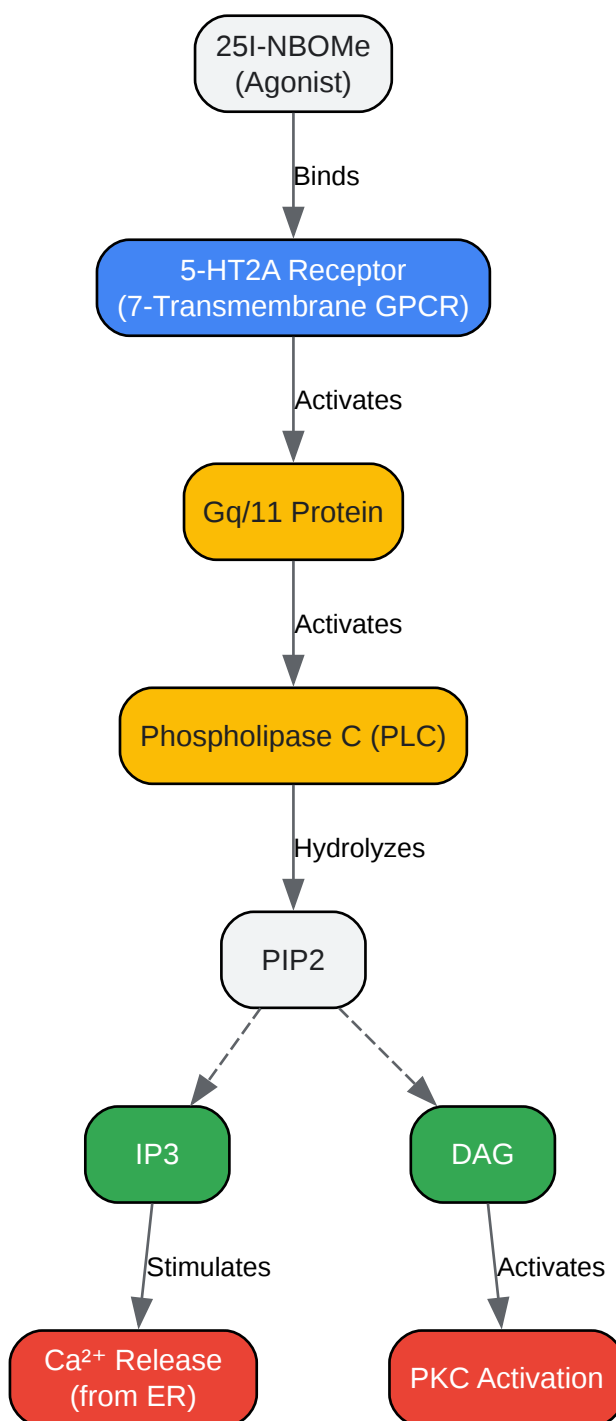 25I-NBOMe
(Agonist)
Binds
5-HT2A Receptor
(7-Transmembrane GPCR)
Activates
Gq/11 Protein
Activates
Phospholipase C (PLC)
Hydrolyzes
PIP2
IP3
DAG
Stimulates
Activates
Ca²⁺ Release
(from ER)
PKC Activation